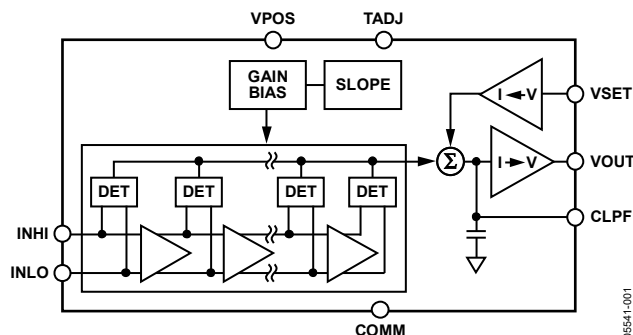 VPOS
TADJ
GAIN
BIAS
SLOPE
I V
VSET
DET
DET
DET
DET
Σ
I V
VOUT
CLPF
INHI
INLO
COMM
05541-001